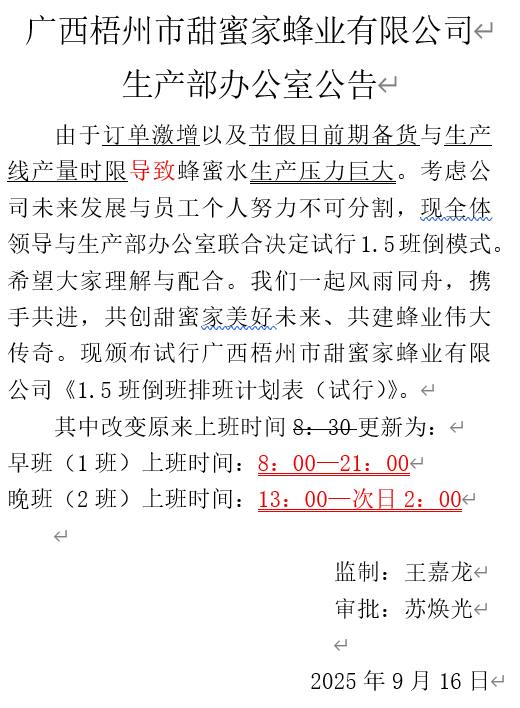 广西梧州市甜蜜家蜂业有限公司
生产部办公室公告
由于订单激增以及节假日前期备货与生产
线产量时限导致蜂蜜水生产压力巨大。考虑公
司未来发展与员工个人努力不可分割，现全体
领导与生产部办公室联合决定试行1.5班倒模式。
希望大家理解与配合。我们一起风雨同舟，携
手共进，共创甜蜜家美好未来、共建蜂业伟大
传奇。现颁布试行广西梧州市甜蜜家蜂业有限
公司《1.5班倒班排班计划表（试行）》。
其中改变原来上班时间8：30更新为：
早班（1班）上班时间：8：00—21：00
晚班（2班）上班时间：13：00—次日2：00
监制：王嘉龙
审批：苏焕光
2025年9月16日